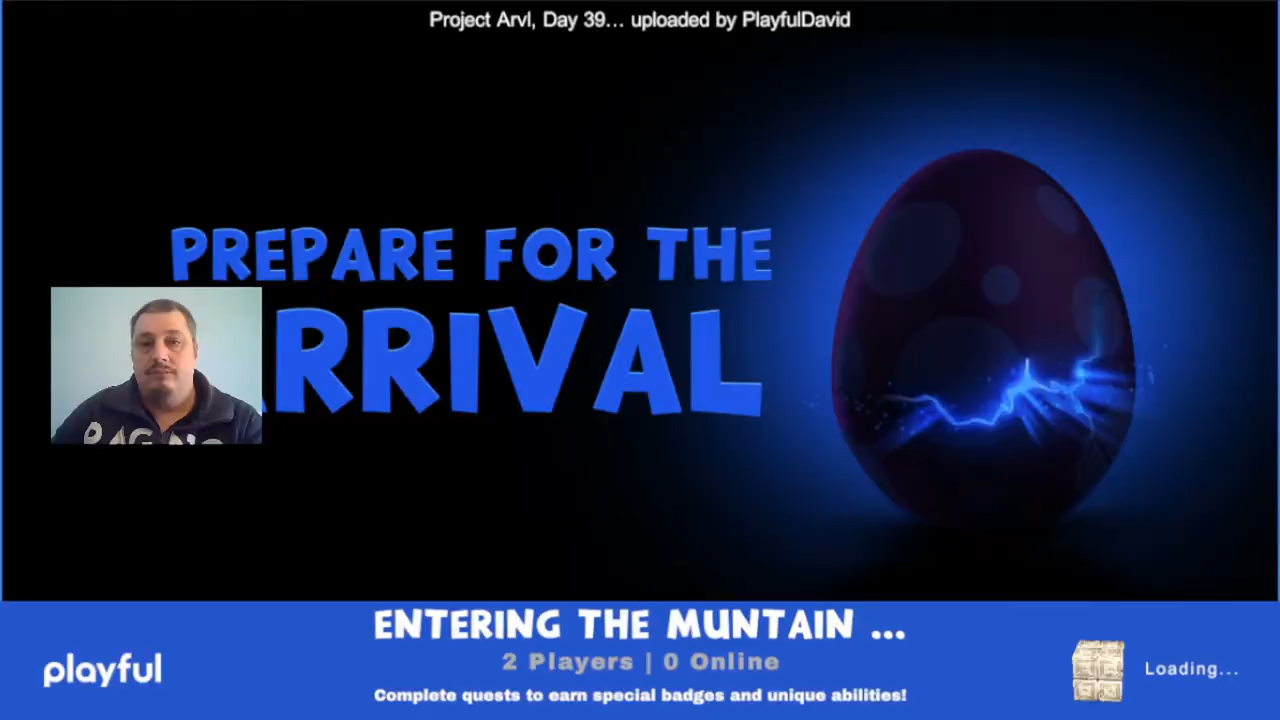 Project Arvl, Day 39... uploaded by PlayfulDavid
PREPARE FOR THE
RRIVAL
ENTERING THE MUNTAIN ...
2 Players | 0 Online
playful
Loading...
Complete quests to earn special badges and unique abilities!